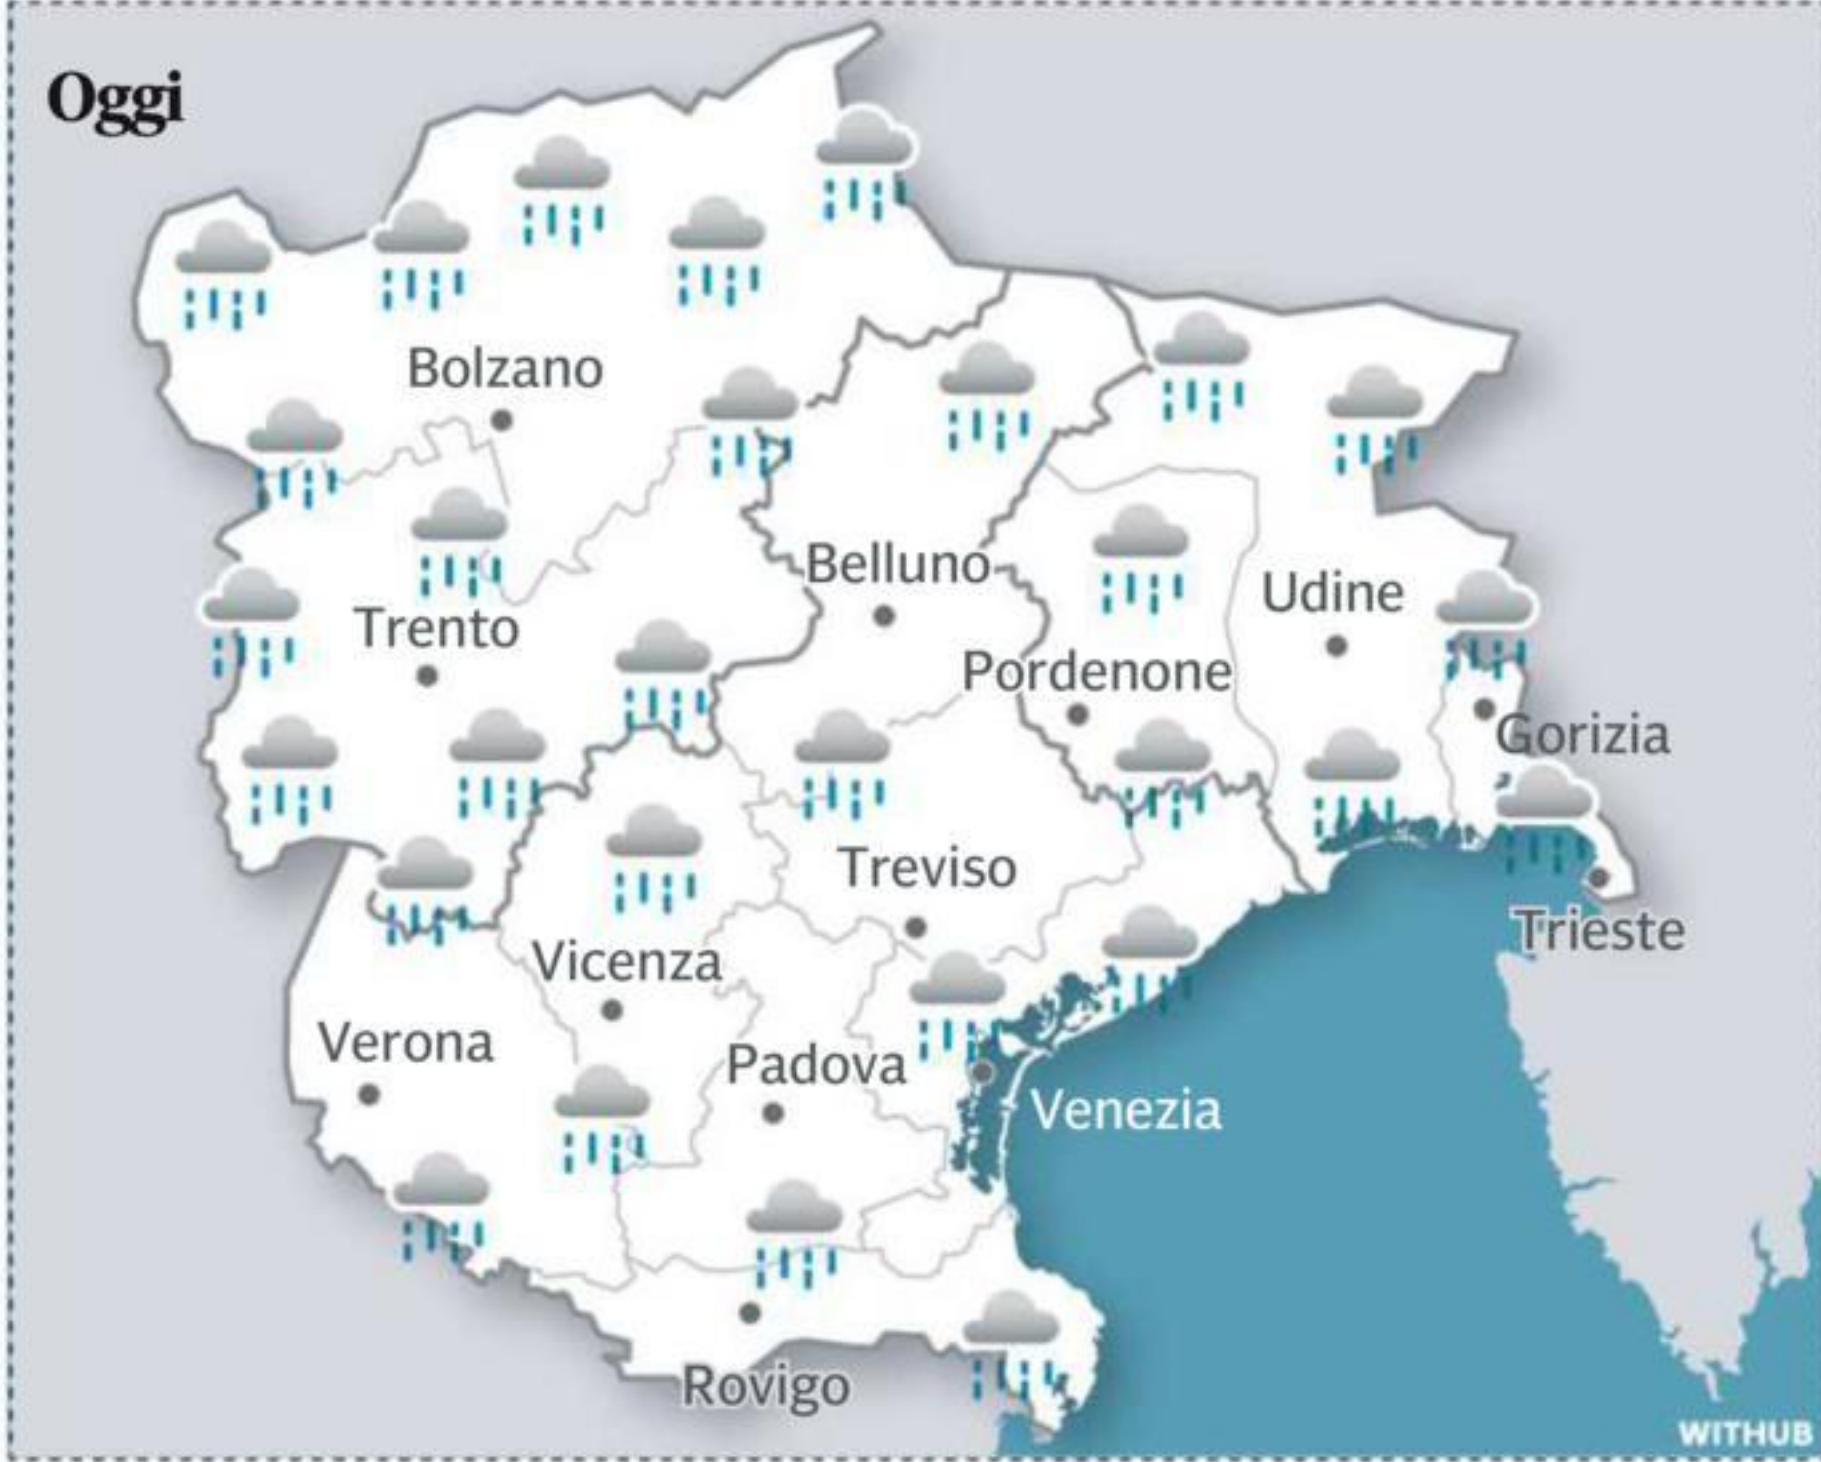 Oggi
Bolzano
Belluno
Udine
Trento
Pordenone
Gorizia
Treviso
Trieste
Vicenza
Verona
Padova
Venezia
Rovigo
WITHUB